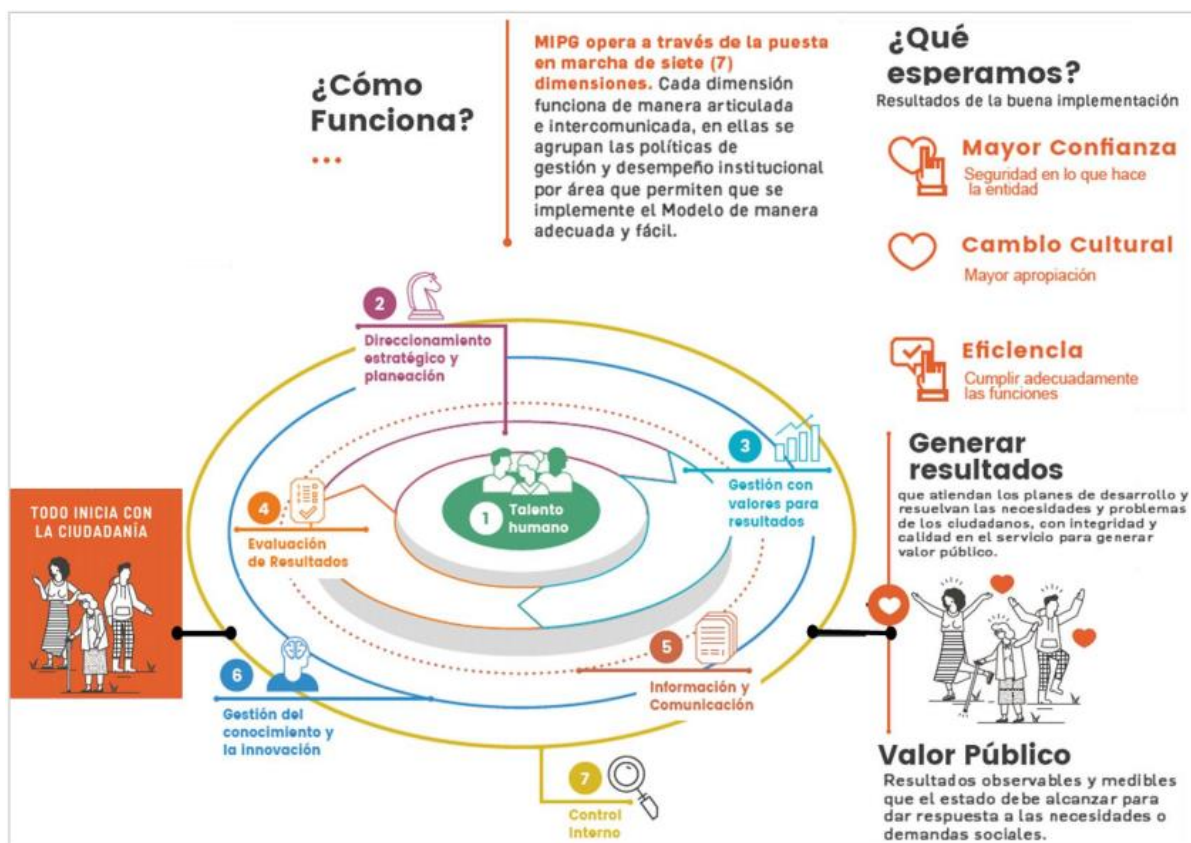 ¿Cómo
Funciona?
MIPG opera a través de la puesta
en marcha de siete (7)
dimensiones. Cada dimensión
funciona de manera articulada
e intercomunicada, en ellas se
agrupan las políticas de
gestión y desempeño institucional
por área que permiten que se
implemente el Modelo de manera
adecuada y fácil.
¿Qué
esperamos?
Resultados de la buena implementación
Mayor Confianza
Seguridad en lo que hace
la entidad
Cambio Cultural
Mayor apropiación
Eficiencia
Cumplir adecuadamente
las funciones
TODO INICIA CON
LA CIUDADANÍA
1
Talento
humano
2
Direccionamiento
estratégico y
planeación
3
Gestión con
valores para
resultados
4
Evaluación
de Resultados
5
Información y
Comunicación
6
Gestión del
conocimiento y
la innovación
7
Control
Interno
Generar
resultados
que atiendan los planes de desarrollo y
resuelvan las necesidades y problemas
de los ciudadanos, con integridad y
calidad en el servicio para generar
valor público.
Valor Público
Resultados observables y medibles
que el estado debe alcanzar para
dar respuesta a las necesidades o
demandas sociales.